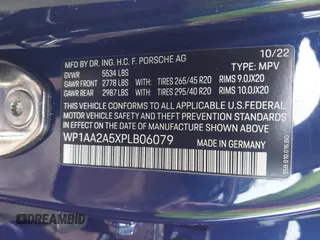 MFD BY DR. ING. H.C. F. PORSCHE AG 10/22
GVWR 5534 LBS TYPE: MPV
GAWR FRONT 2778 LBS WITH: TIRES 265/45 R20 RIMS 9.0JX20
GAWR REAR 2987 LBS WITH: TIRES 295/40 R20 RIMS 10.0JX20
THIS VEHICLE CONFORMS TO ALL APPLICABLE U.S.FEDERAL
MOTOR VEHICLE SAFETY, BUMPER, AND THEFT PREVENTION STANDARDS
IN EFFECT ON THE DATE OF MANUFACTURE SHOWN ABOVE.
WP1AA2A5XPLB06079 MADE IN GERMANY
DREAMBID